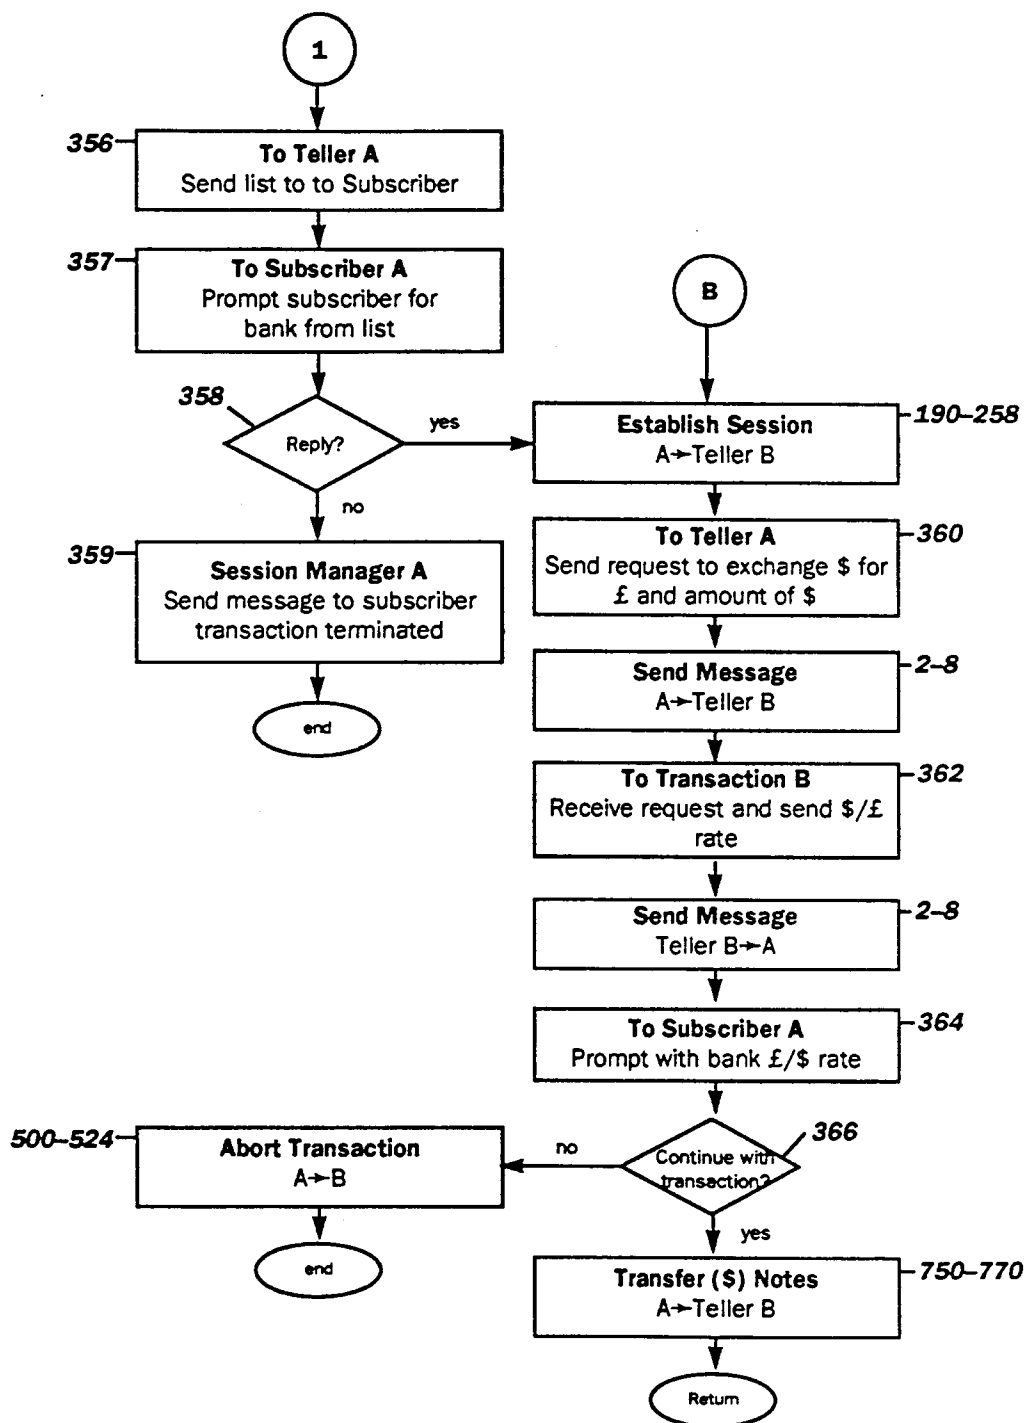 1
356
To Teller A
Send list to to Subscriber
357
To Subscriber A
Prompt subscriber for
bank from list
B
358
Reply?
yes
no
Establish Session
A→Teller B
190–258
359
Session Manager A
Send message to subscriber
transaction terminated
end
To Teller A
Send request to exchange $ for
£ and amount of $
360
Send Message
A→Teller B
2–8
To Transaction B
Receive request and send $/£
rate
362
Send Message
Teller B→A
2–8
To Subscriber A
Prompt with bank £/$ rate
364
Continue with
transaction?
366
no
yes
500–524
Abort Transaction
A→B
end
Transfer ($) Notes
A→Teller B
750–770
Return